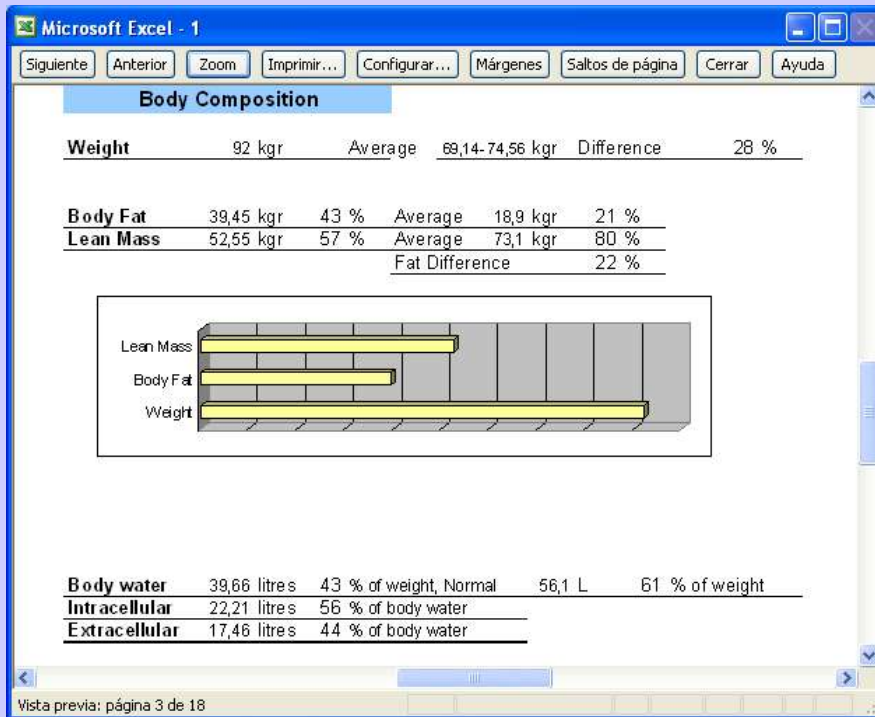 Microsoft Excel - 1
Siguiente Anterior Zoom Imprimir... Configurar... Márgenes Saltos de página Cerrar Ayuda
Body Composition
Weight 92 kgr Average 69,14-74,56 kgr Difference 28 %
Body Fat 39,45 kgr 43 % Average 18,9 kgr 21 %
Lean Mass 52,55 kgr 57 % Average 73,1 kgr 80 %
Fat Difference 22 %
Lean Mass
Body Fat
Weight
Body water 39,66 litres 43 % of weight, Normal 56,1 L 61 % of weight
Intracellular 22,21 litres 56 % of body water
Extracellular 17,46 litres 44 % of body water
Vista previa: página 3 de 18